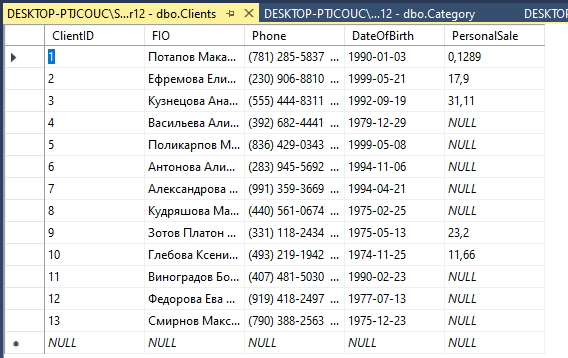 DESKTOP-PTJCOUC\S...r12 - dbo.Clients DESKTOP-PTJCOUC\...12 - dbo.Category DESKTO
ClientID FIO Phone DateOfBirth PersonalSale
1 Потапов Мака... (781) 285-5837 ... 1990-01-03 0,1289
2 Ефремова Ели... (230) 906-8810 ... 1999-05-21 17,9
3 Кузнецова Ана... (555) 444-8311 ... 1992-09-19 31,11
4 Васильева Али... (392) 682-4441 ... 1979-12-29 NULL
5 Поликарпов М... (836) 429-0343 ... 1999-05-08 NULL
6 Антонова Али... (283) 945-5692 ... 1994-11-06 NULL
7 Александрова ... (991) 359-3669 ... 1994-04-21 NULL
8 Кудряшова Ма... (440) 561-0674 ... 1975-02-25 NULL
9 Зотов Платон ... (331) 118-2434 ... 1975-05-13 23,2
10 Глебова Ксени... (493) 219-1942 ... 1974-11-25 11,66
11 Виноградов Бо... (407) 481-5030 ... 1990-02-23 NULL
12 Федорова Ева ... (919) 418-2497 ... 1977-07-13 NULL
13 Смирнов Макс... (790) 388-2563 ... 1975-12-23 NULL
NULL NULL NULL NULL NULL